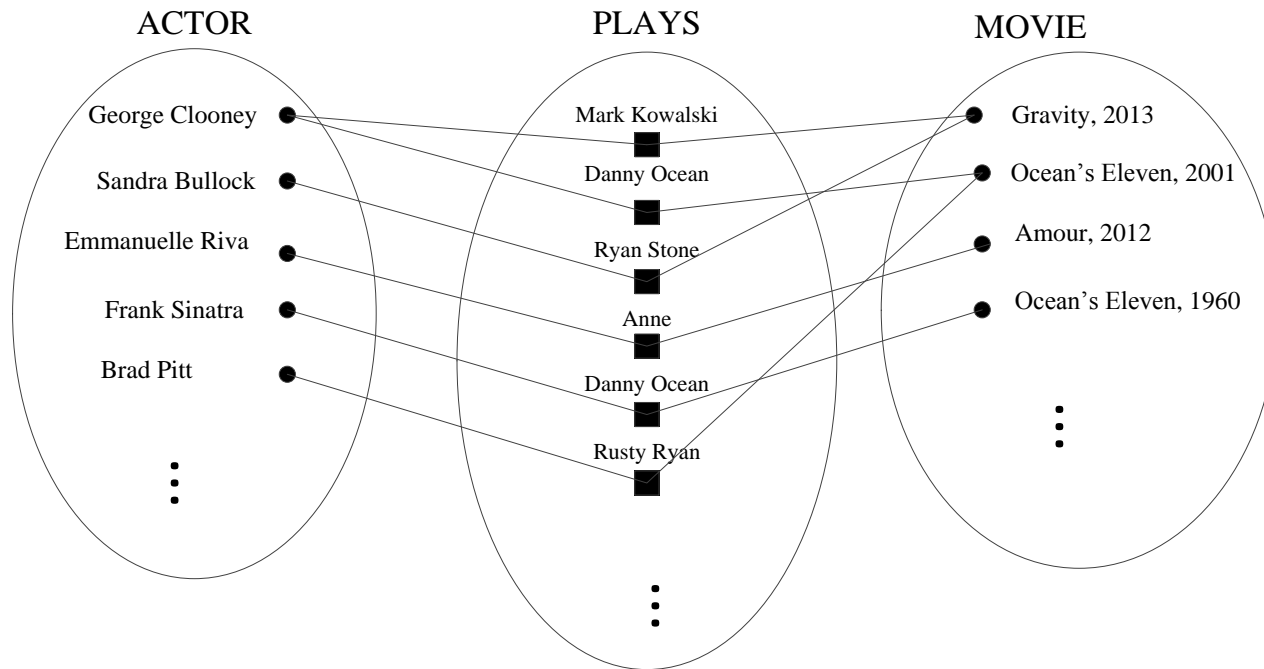 ACTOR
George Clooney
Sandra Bullock
Emmanuelle Riva
Frank Sinatra
Brad Pitt
PLAYS
Mark Kowalski
Danny Ocean
Ryan Stone
Anne
Danny Ocean
Rusty Ryan
MOVIE
Gravity, 2013
Ocean’s Eleven, 2001
Amour, 2012
Ocean’s Eleven, 1960